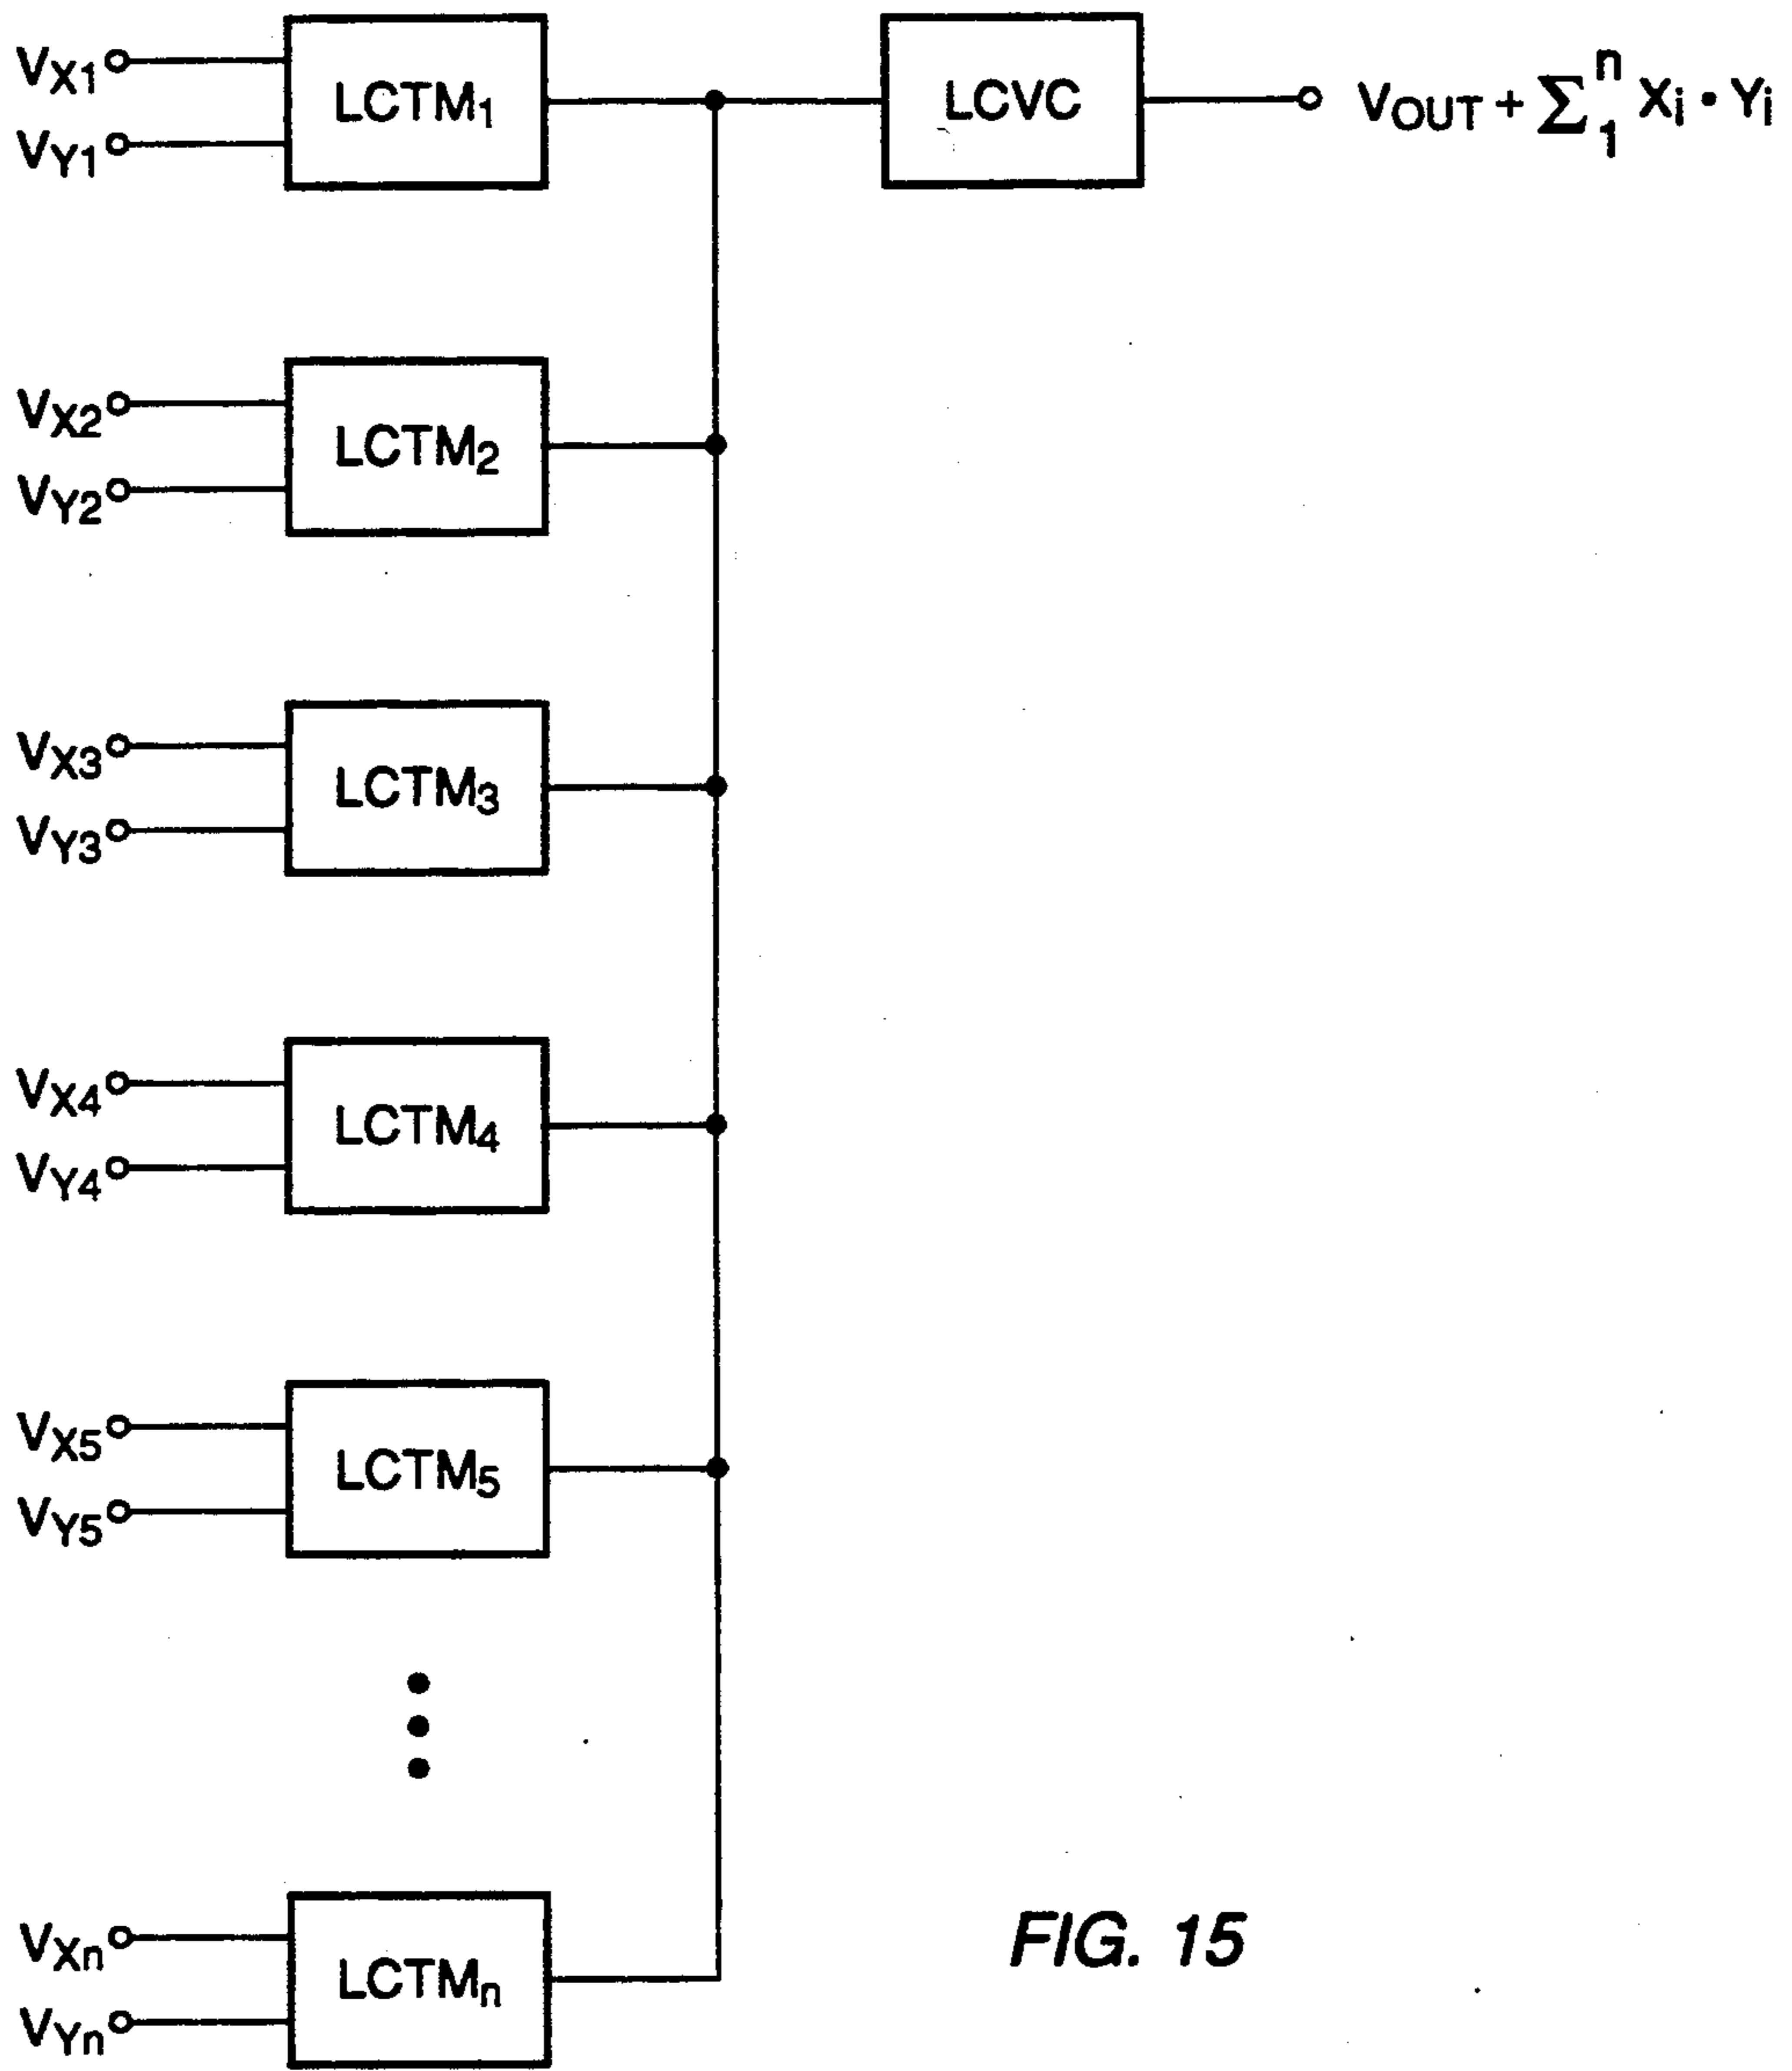 VX1
VY1
LCTM1
LCVC
VOUT + Σ1n Xi • Yi
VX2
VY2
LCTM2
VX3
VY3
LCTM3
VX4
VY4
LCTM4
VX5
VY5
LCTM5
VXn
VYn
LCTMn
FIG. 15